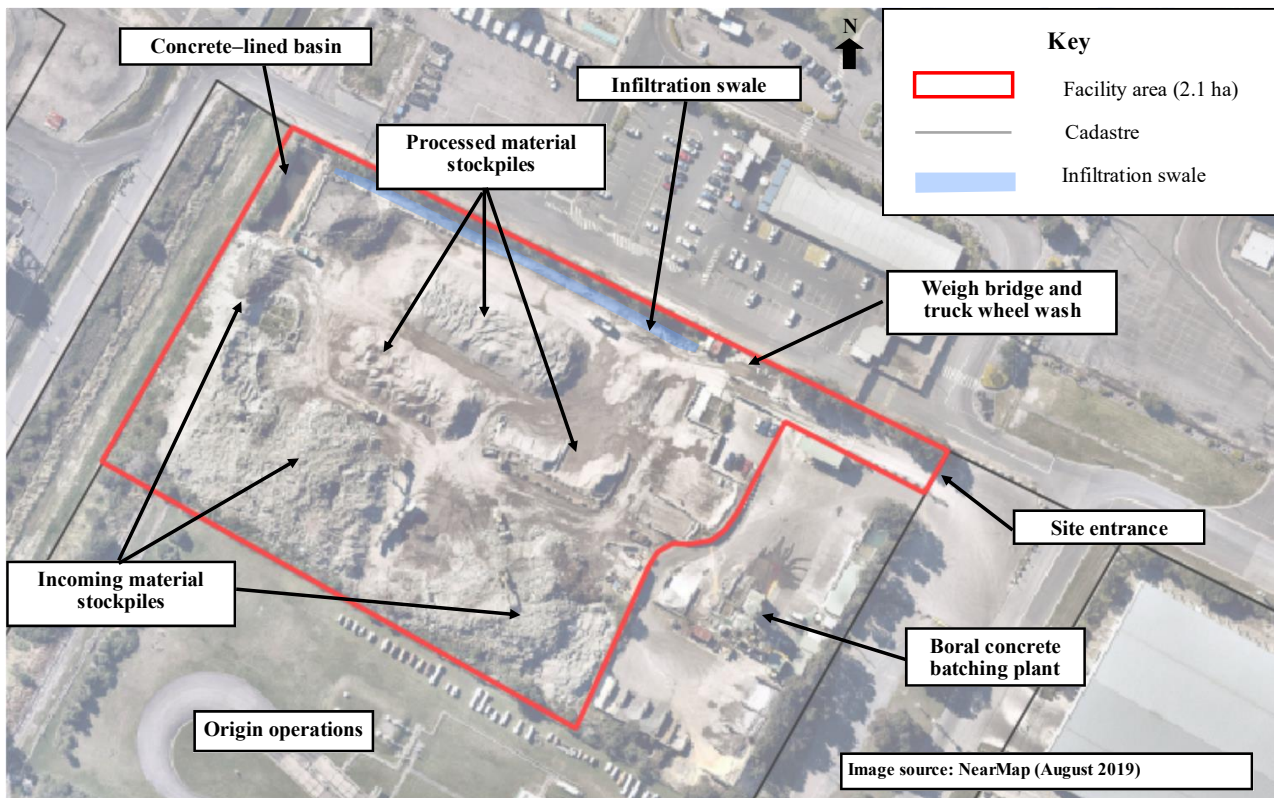 Concrete–lined basin
N
Key
Facility area (2.1 ha)
Cadastre
Infiltration swale
Infiltration swale
Processed material
stockpiles
Weigh bridge and
truck wheel wash
Site entrance
Incoming material
stockpiles
Boral concrete
batching plant
Origin operations
Image source: NearMap (August 2019)